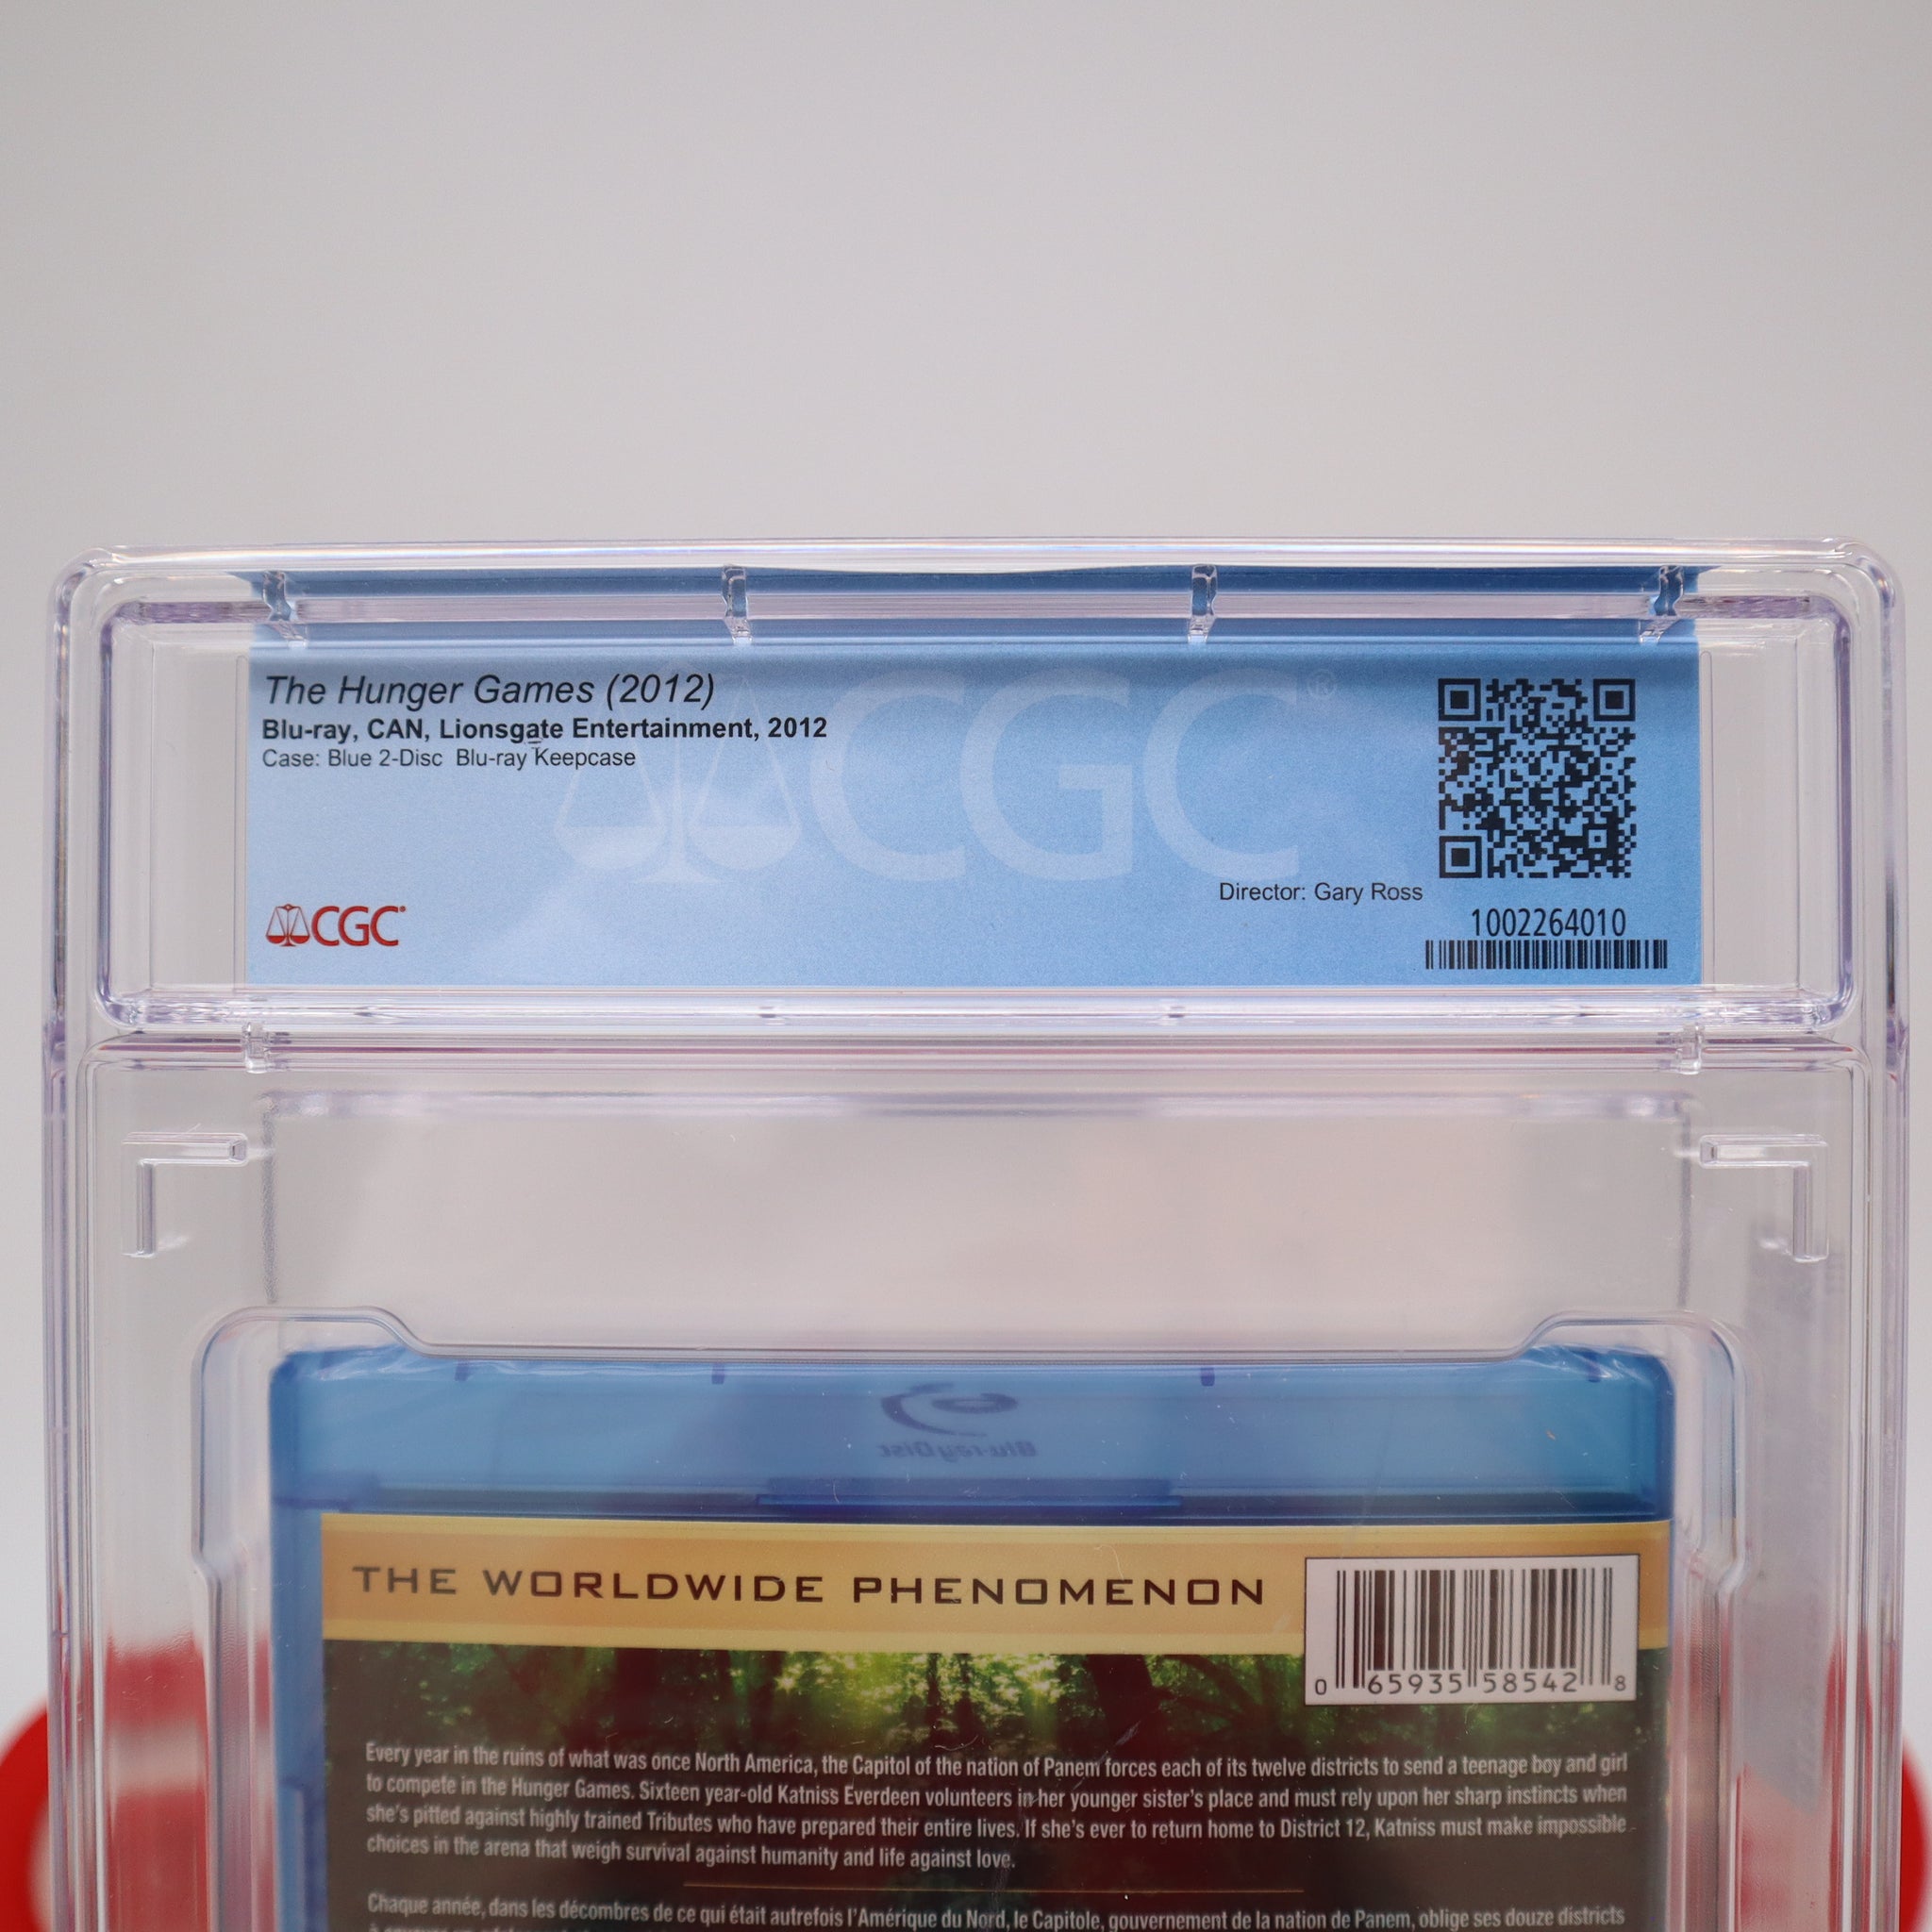 The Hunger Games (2012)
Blu-ray, CAN, Lionsgate Entertainment, 2012
Case: Blue 2-Disc  Blu-ray Keepcase
CGC®
Director: Gary Ross
1002264010
CGC
Blu-ray Disc
THE WORLDWIDE PHENOMENON
0 65935 58542 8
Every year in the ruins of what was once North America, the Capitol of the nation of Panem forces each of its twelve districts to send a teenage boy and girl
to compete in the Hunger Games. Sixteen year-old Katniss Everdeen volunteers in her younger sister's place and must rely upon her sharp instincts when
she's pitted against highly trained Tributes who have prepared their entire lives. If she's ever to return home to District 12, Katniss must make impossible
choices in the arena that weigh survival against humanity and life against love.
Chaque année, dans les décombres de ce qui était autrefois l'Amérique du Nord, le Capitole, gouvernement de la nation de Panem, oblige ses douze districts